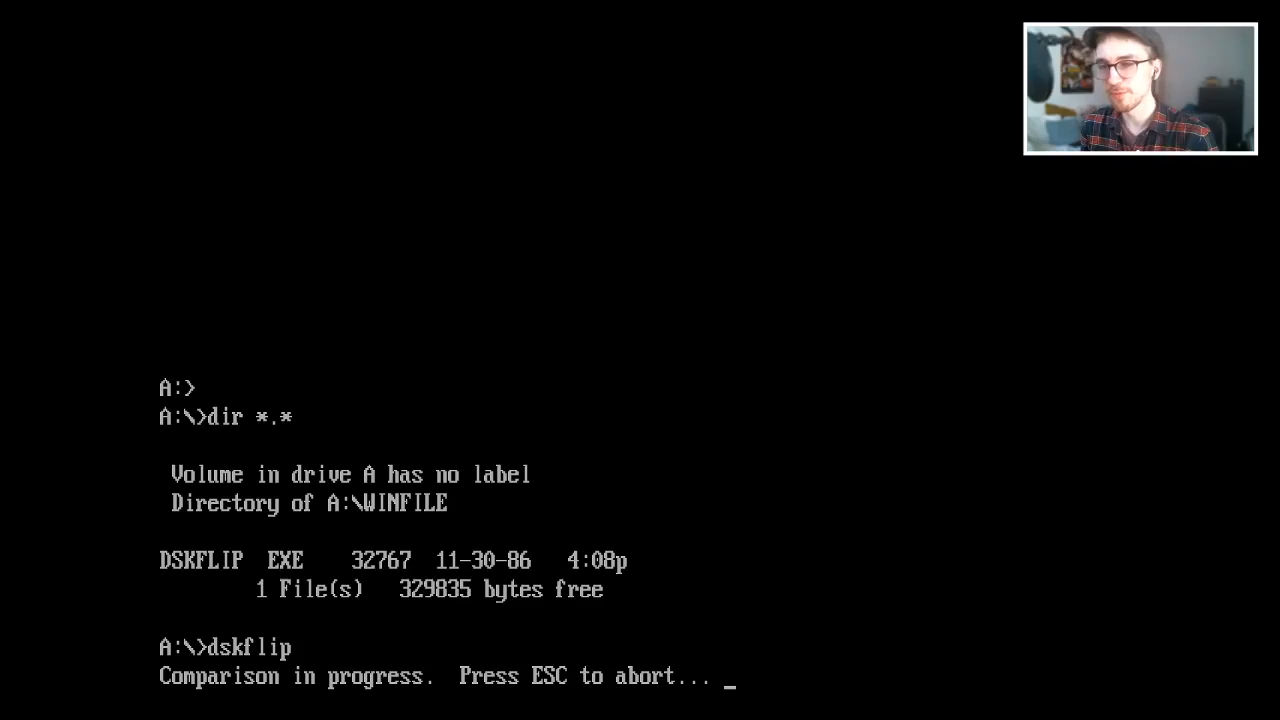 A:>
A:\>dir *.*
Volume in drive A has no label
Directory of A:\WINFILE
DSKFLIP  EXE    32767  11-30-86   4:08p
1 File(s)   329835 bytes free
A:\>dskflip
Comparison in progress.  Press ESC to abort... _